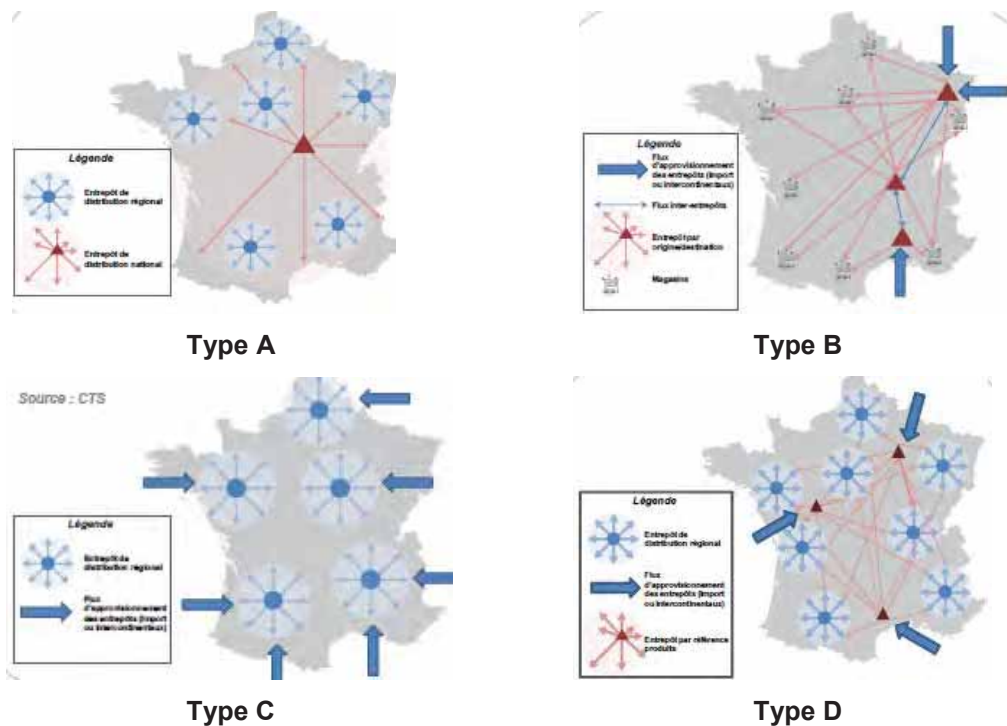 Légende
Entrepôt de
distribution régional
Entrepôt de
distribution national
Type A
Légende
Flux
d'approvisionnement
des entrepôts (Import
ou intercontinentaux)
Flux inter-entrepôts
Entrepôt par
origine/destination
Magasins
Type B
Source : CTS
Légende
Entrepôt de
distribution régional
Flux
d'approvisionnement
des entrepôts (Import
ou intercontinentaux)
Type C
Légende
Entrepôt de
distribution régional
Flux
d'approvisionnement
des entrepôts (Import
ou intercontinentaux)
Entrepôt par référence
produits
Type D